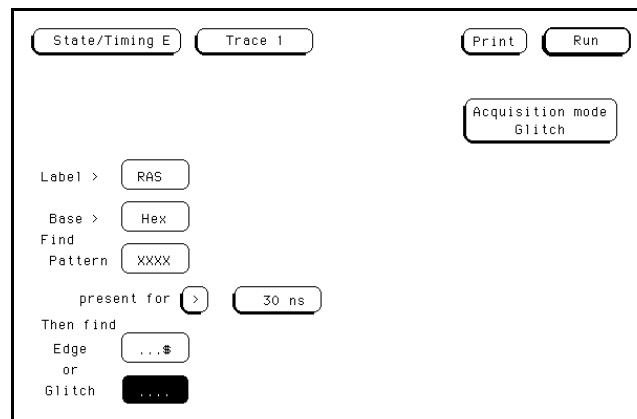 State/Timing E Trace 1 Print Run
Acquisition mode
Glitch
Label > RAS
Base > Hex
Find
Pattern XXXX
present for > 30 ns
Then find
Edge ...$
or
Glitch ....